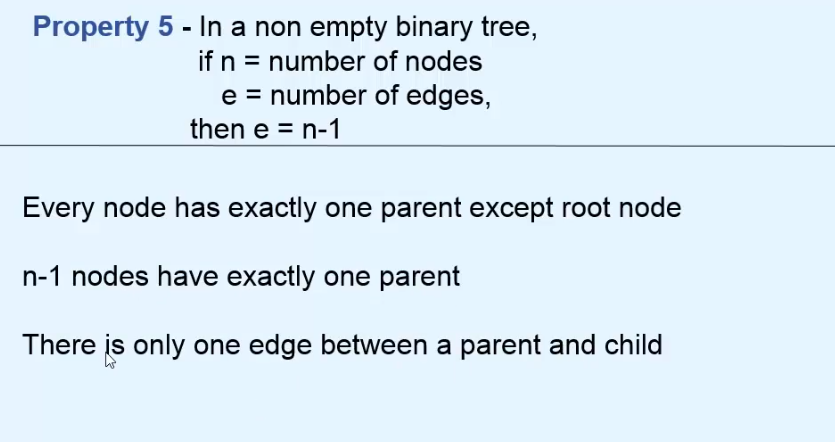 Property 5 - In a non empty binary tree,
if n = number of nodes
e = number of edges,
then e = n-1
Every node has exactly one parent except root node
n-1 nodes have exactly one parent
There is only one edge between a parent and child